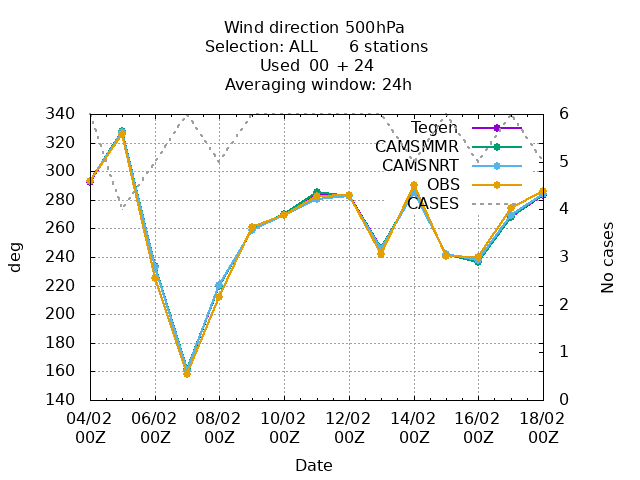 Wind direction 500hPa
Selection: ALL 6 stations
Used 00 + 24
Averaging window: 24h
340
320
300
280
260
240
220
200
180
160
140
deg
6
5
4
3
2
1
0
No cases
Tegen
CAMSMMR
CAMSNRT
OBS
CASES
04/02 06/02 08/02 10/02 12/02 14/02 16/02 18/02
00Z 00Z 00Z 00Z 00Z 00Z 00Z 00Z
Date